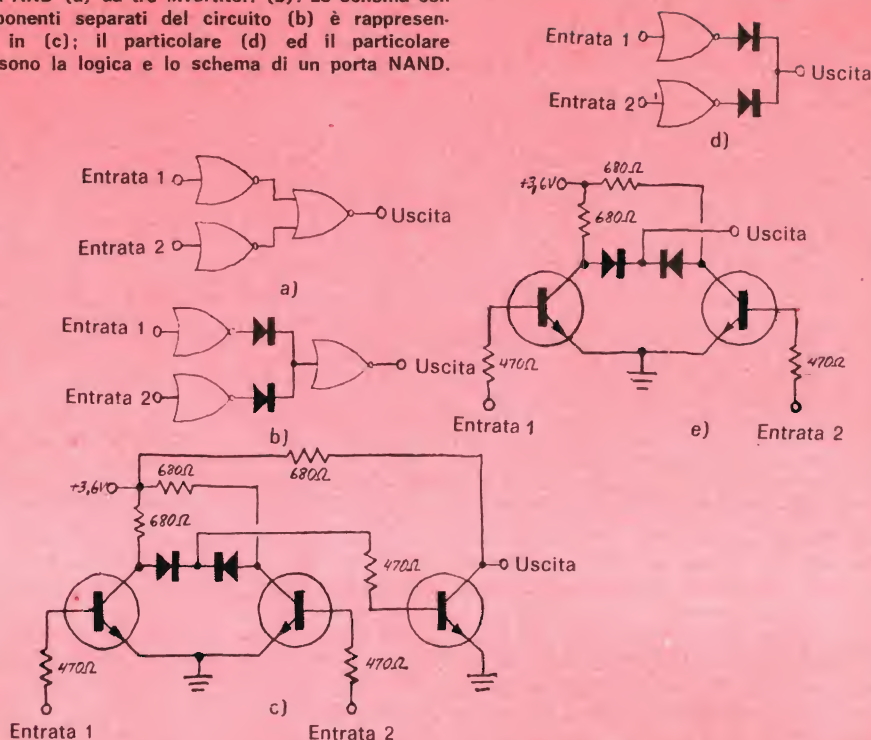 AND (a) ad tre invertitori (b). Lo schema con
ponenti separati del circuito (b) è rappresen-
in (c); il particolare (d) ed il particolare
sono la logica e lo schema di un porta NAND.
Entrata 1
Uscita
Entrata 2
d)
Entrata 1
Uscita
Entrata 2
a)
680Ω
+3,6V
680Ω
Uscita
470Ω
470Ω
Entrata 1
e)
Entrata 2
Entrata 1
Uscita
Entrata 2
b)
680Ω
680Ω
+3,6V
680Ω
470Ω
Uscita
470Ω
470Ω
c)
Entrata 1
Entrata 2